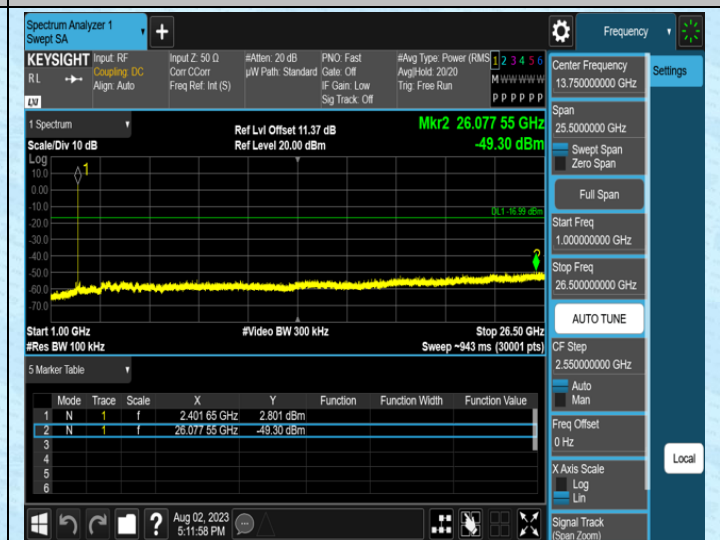 Spectrum Analyzer 1
Swept SA
Frequency
KEYSIGHT
RL
LXI
Input: RF
Coupling: DC
Align: Auto
Input Z: 50 Ω
Corr CCorr
Freq Ref: Int (S)
#Atten: 20 dB
µW Path: Standard
PNO: Fast
Gate: Off
IF Gain: Low
Sig Track: Off
#Avg Type: Power (RMS
Avg|Hold: 20/20
Trig: Free Run
1 2 3 4 5 6
M W W W W W
P P P P P P
1 Spectrum
Scale/Div 10 dB
Ref Lvl Offset 11.37 dB
Ref Level 20.00 dBm
Mkr2 26.077 55 GHz
-49.30 dBm
Log
10.0
0.00
-10.0
-20.0
-30.0
-40.0
-50.0
-60.0
-70.0
1
DL1 -16.99 dBm
2
Start 1.00 GHz
#Res BW 100 kHz
#Video BW 300 kHz
Stop 26.50 GHz
Sweep ~943 ms (30001 pts)
5 Marker Table
Mode Trace Scale X Y Function Function Width Function Value
1 N 1 f 2.401 65 GHz 2.801 dBm
2 N 1 f 26.077 55 GHz -49.30 dBm
3
4
5
6
Aug 02, 2023
5:11:58 PM
Center Frequency
13.750000000 GHz
Span
25.5000000 GHz
Swept Span
Zero Span
Full Span
Start Freq
1.000000000 GHz
Stop Freq
26.500000000 GHz
AUTO TUNE
CF Step
2.550000000 GHz
Auto
Man
Freq Offset
0 Hz
X Axis Scale
Log
Lin
Signal Track
(Span Zoom)
Settings
Local